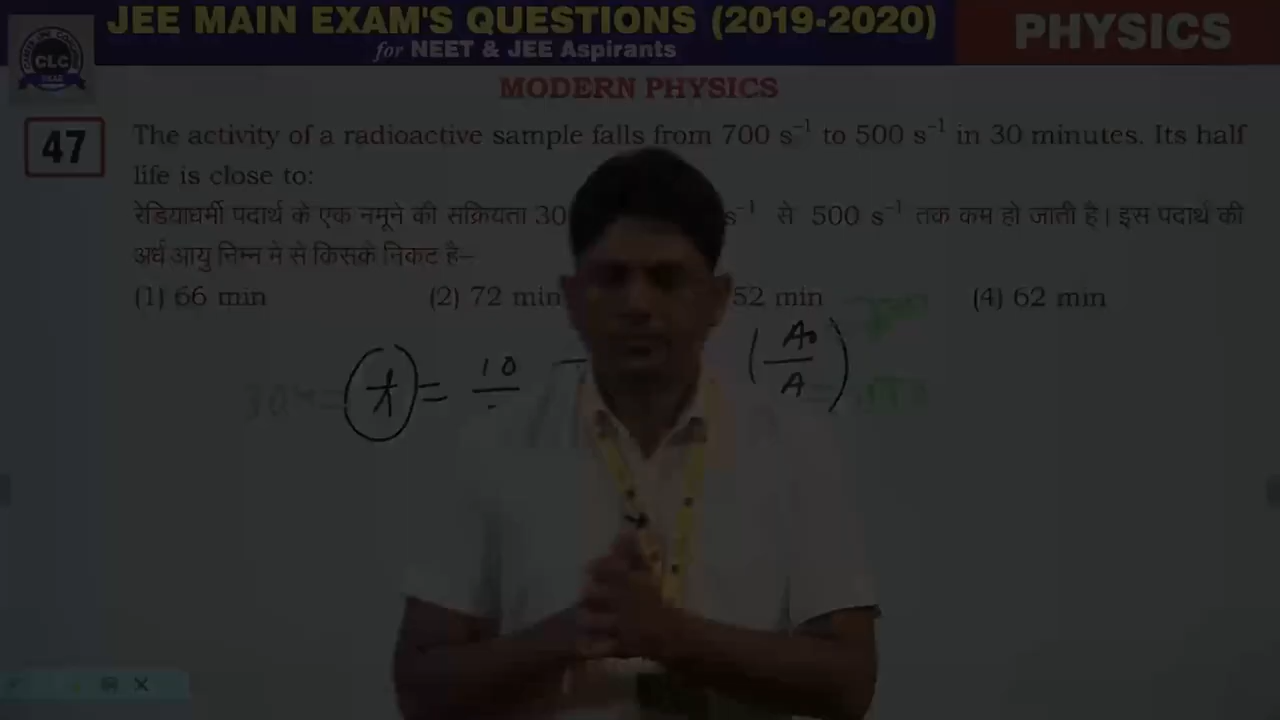 JEE MAIN EXAM'S QUESTIONS (2019-2020)
for NEET & JEE Aspirants
PHYSICS
CLC
MODERN PHYSICS
47
The activity of a radioactive sample falls from 700 s⁻¹ to 500 s⁻¹ in 30 minutes. Its half
life is close to:
रेडियाधर्मी पदार्थ के एक नमूने की सक्रियता 30 s⁻¹ से 500 s⁻¹ तक कम हो जाती है। इस पदार्थ की
अर्ध आयु निम्न मे से किसके निकट है–
(1) 66 min (2) 72 min 52 min (4) 62 min
t = 10 (A₀/A)